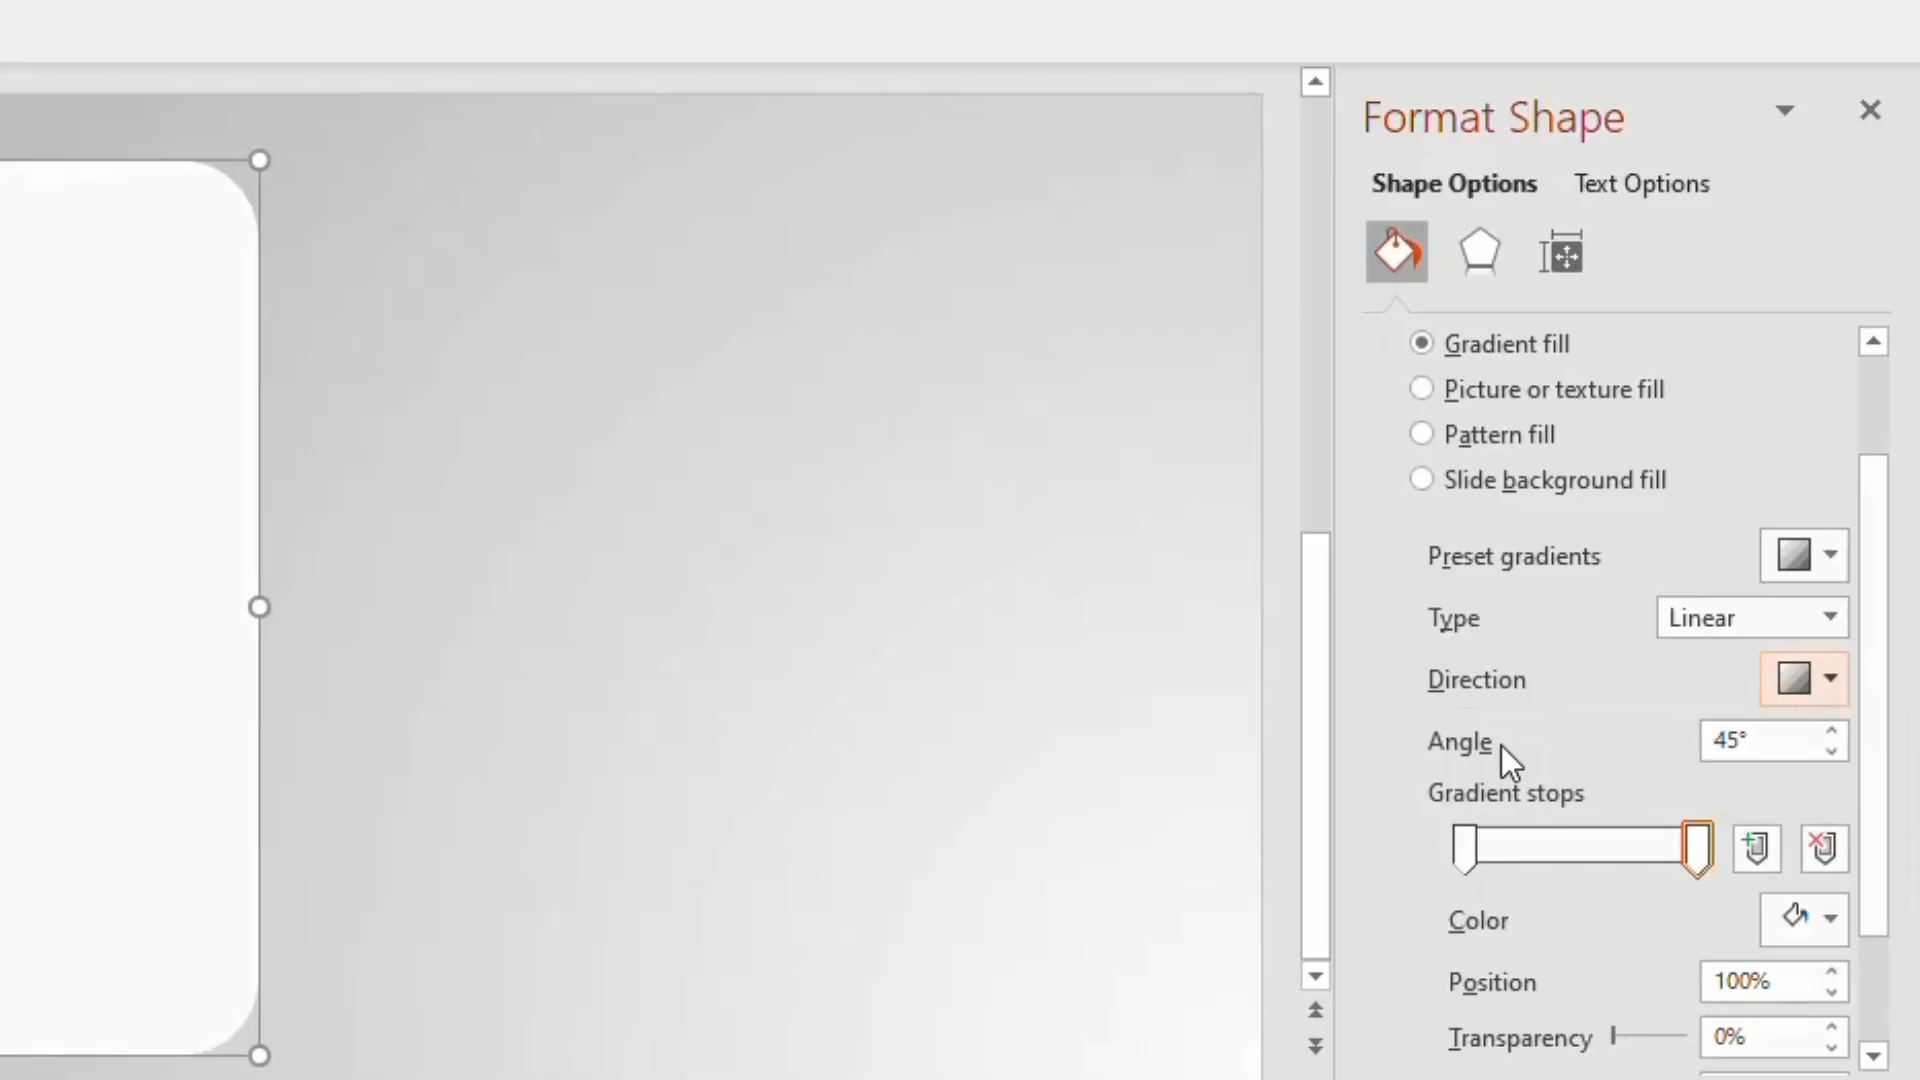 Format Shape
Shape Options Text Options
Gradient fill
Picture or texture fill
Pattern fill
Slide background fill
Preset gradients
Type Linear
Direction
Angle 45°
Gradient stops
Color
Position 100%
Transparency 0%